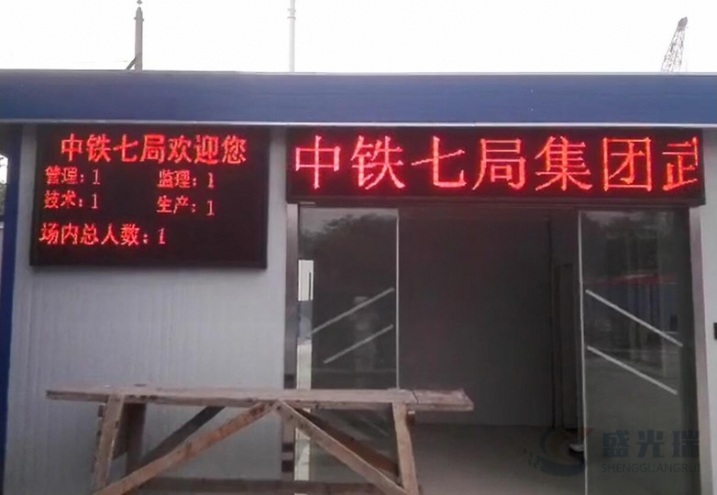 中铁七局欢迎您
管理：1 监理：1
技术：1 生产：1
场内总人数：1
中铁七局集团武
盛光瑞
SHENGGUANGRUI